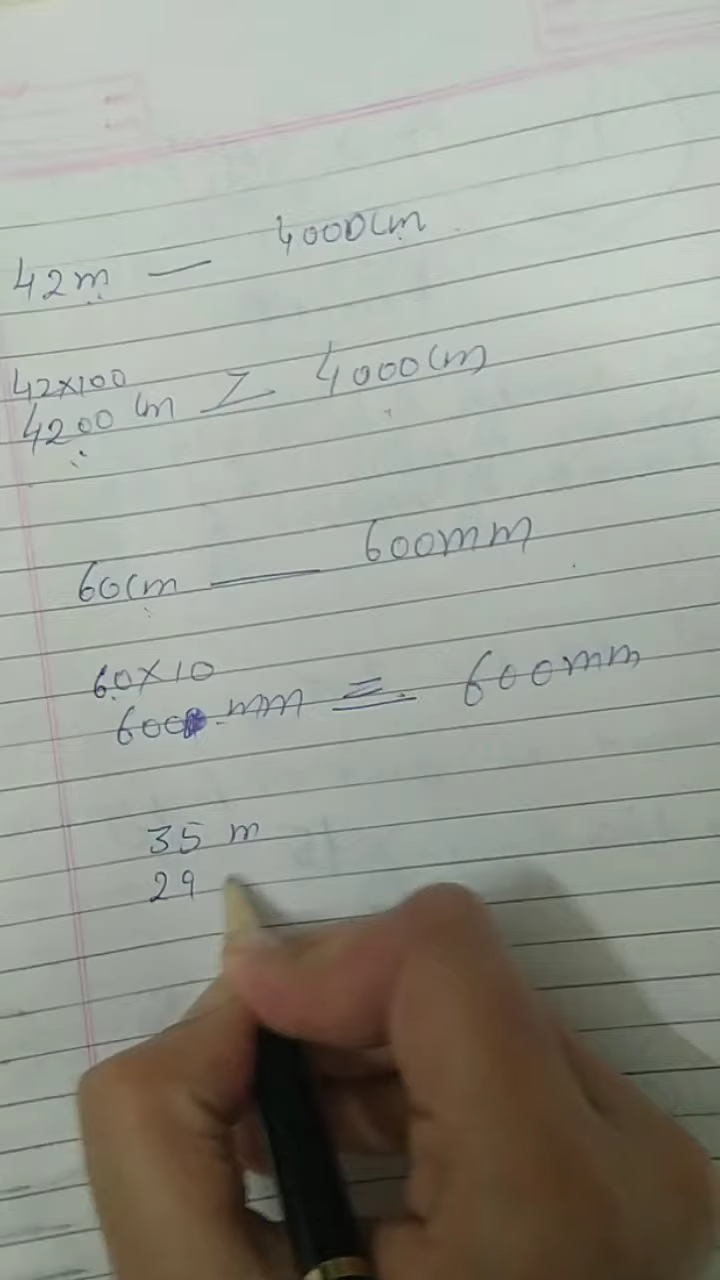 42m — 4000cm
42×100
4200 cm > 4000cm
60cm — 600mm
60×10
600 mm = 600mm
35 m
29